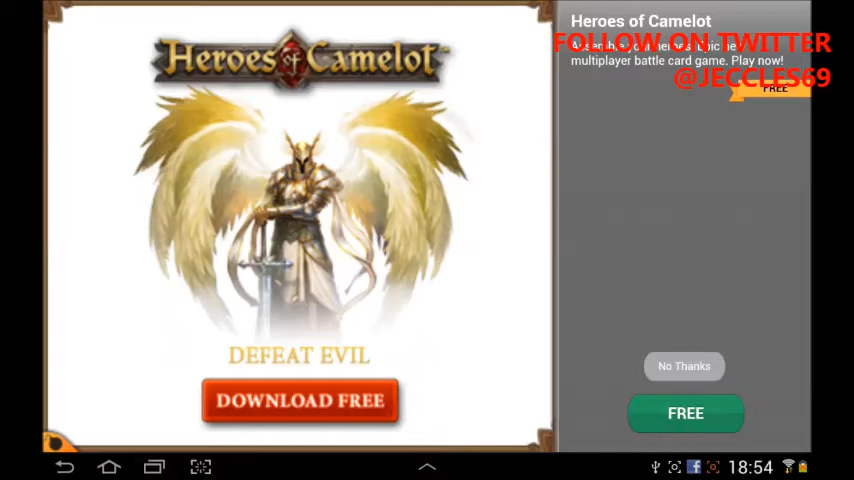 Heroes of Camelot™
DEFEAT EVIL
DOWNLOAD FREE
Heroes of Camelot
FOLLOW ON TWITTER
multiplayer battle card game. Play now!
@JECCLES69
FREE
No Thanks
FREE
18:54